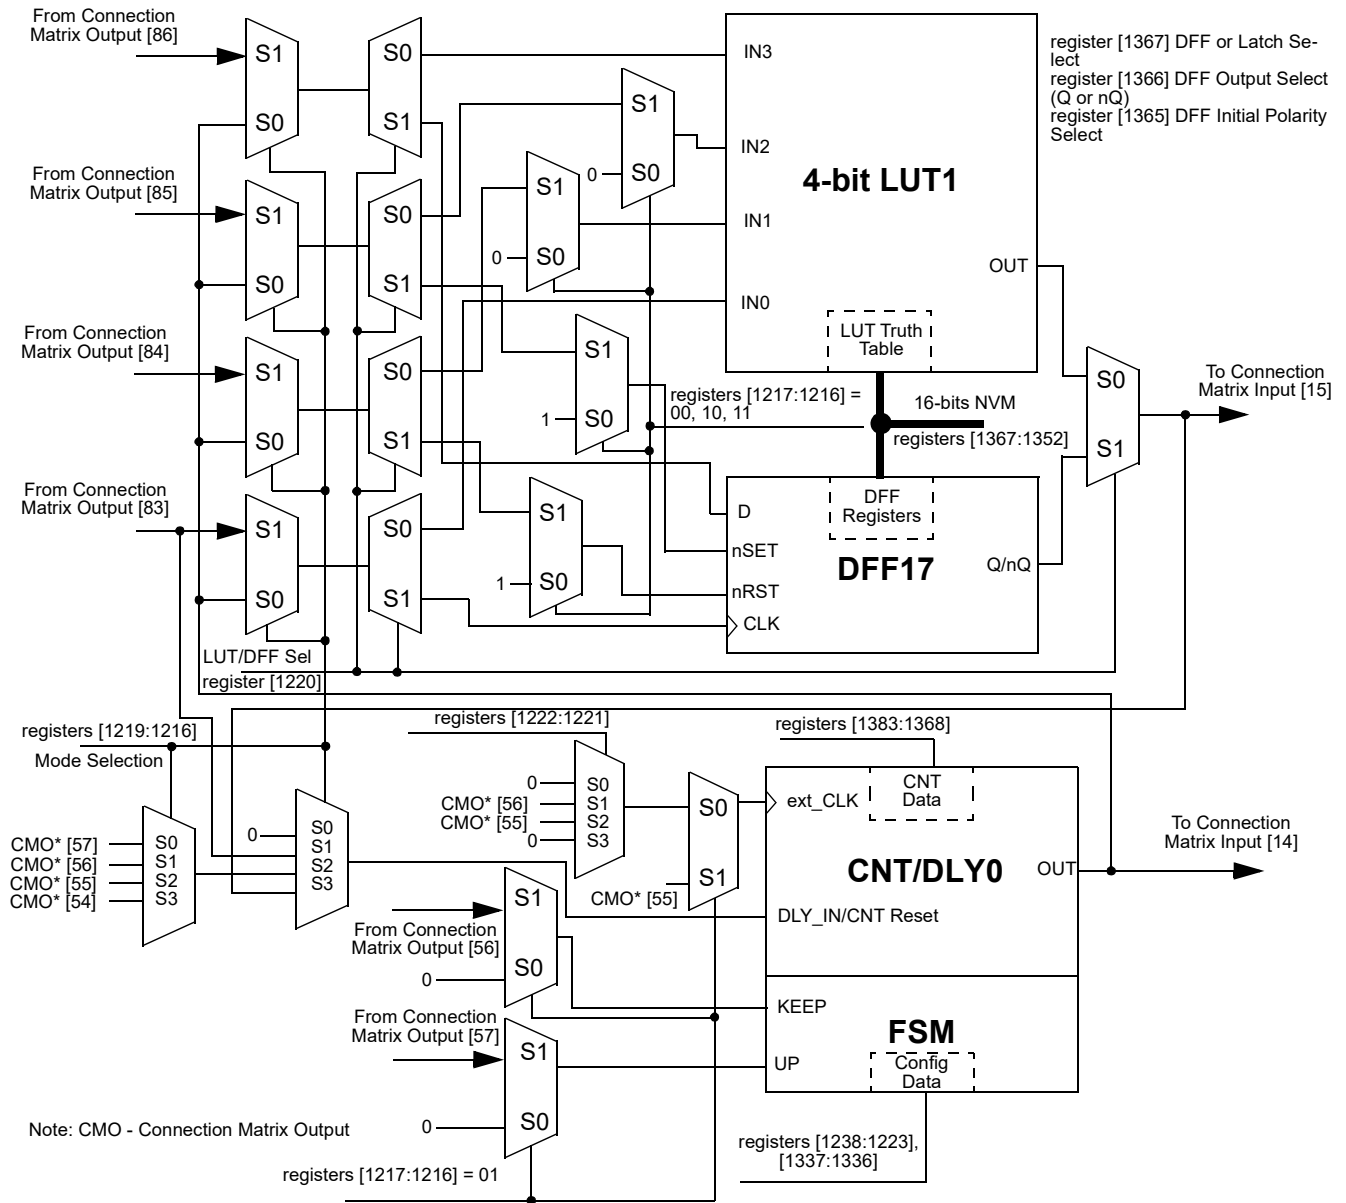 From Connection
Matrix Output [86]
S1
S0
S0
S1
IN3
S1
0
S0
IN2
register [1367] DFF or Latch Se-
lect
register [1366] DFF Output Select
(Q or nQ)
register [1365] DFF Initial Polarity
Select
From Connection
Matrix Output [85]
S1
S0
S0
S1
S1
0
S0
IN1
4-bit LUT1
OUT
IN0
LUT Truth
Table
From Connection
Matrix Output [84]
S1
S0
S0
S1
S1
1
S0
registers [1217:1216] =
00, 10, 11
16-bits NVM
registers [1367:1352]
S0
S1
To Connection
Matrix Input [15]
From Connection
Matrix Output [83]
S1
S0
S0
S1
S1
1
S0
D
nSET
nRST
CLK
DFF
Registers
DFF17
Q/nQ
LUT/DFF Sel
register [1220]
registers [1219:1216]
Mode Selection
registers [1222:1221]
registers [1383:1368]
CMO* [57]
CMO* [56]
CMO* [55]
CMO* [54]
S0
S1
S2
S3
0
S0
S1
S2
S3
0
CMO* [56]
CMO* [55]
0
S0
S1
S2
S3
S0
S1
CMO* [55]
ext_CLK
CNT
Data
CNT/DLY0
OUT
To Connection
Matrix Input [14]
DLY_IN/CNT Reset
From Connection
Matrix Output [56]
S1
0
S0
KEEP
From Connection
Matrix Output [57]
S1
0
S0
UP
FSM
Config
Data
Note: CMO - Connection Matrix Output
registers [1238:1223],
[1337:1336]
registers [1217:1216] = 01